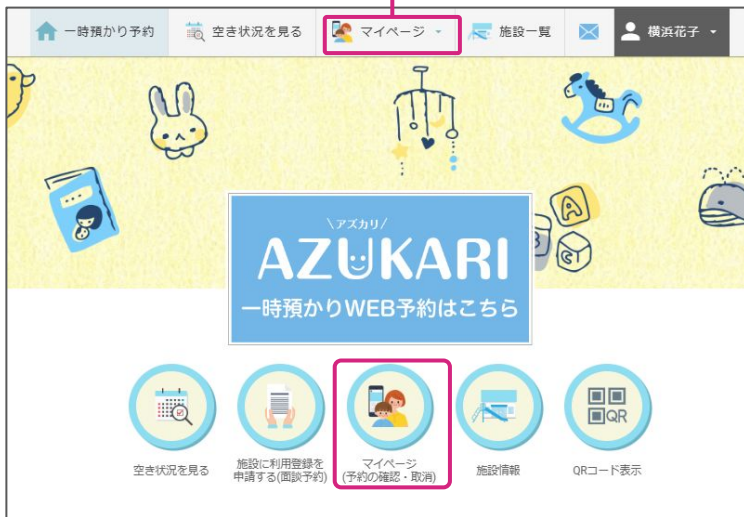 一時預かり予約
空き状況を見る
マイページ
施設一覧
横浜花子
\アズカリ/
AZUKARI
一時預かりWEB予約はこちら
A
B
QR
空き状況を見る
施設に利用登録を
申請する(面談予約)
マイページ
(予約の確認・取消)
施設情報
QRコード表示